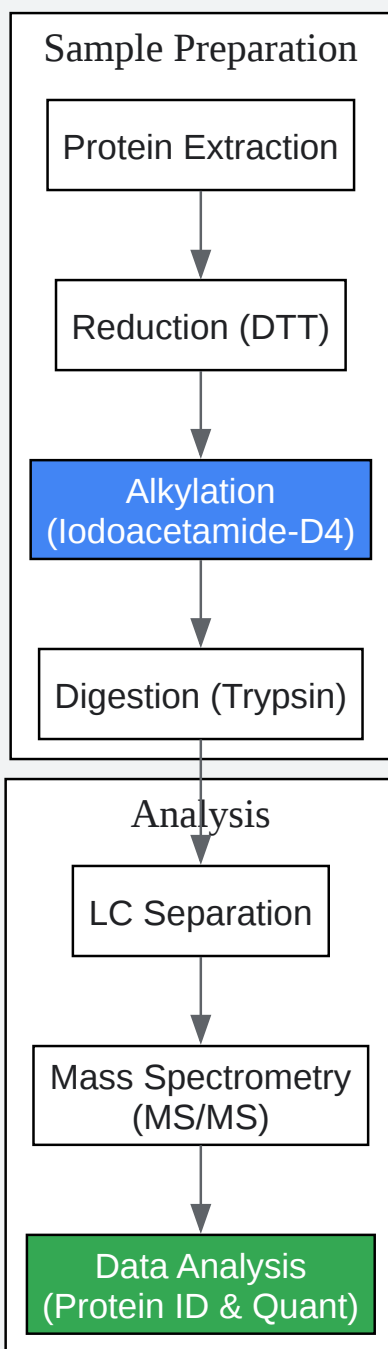 Sample Preparation
Protein Extraction
Reduction (DTT)
Alkylation
(Iodoacetamide-D4)
Digestion (Trypsin)
Analysis
LC Separation
Mass Spectrometry
(MS/MS)
Data Analysis
(Protein ID & Quant)